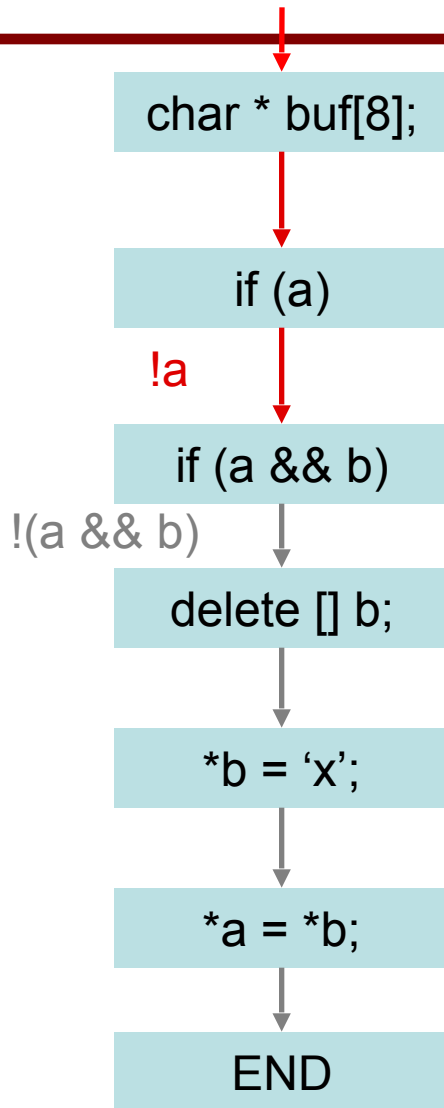 char * buf[8];
if (a)
!a
if (a && b)
!(a && b)
delete [] b;
*b = ‘x’;
*a = *b;
END